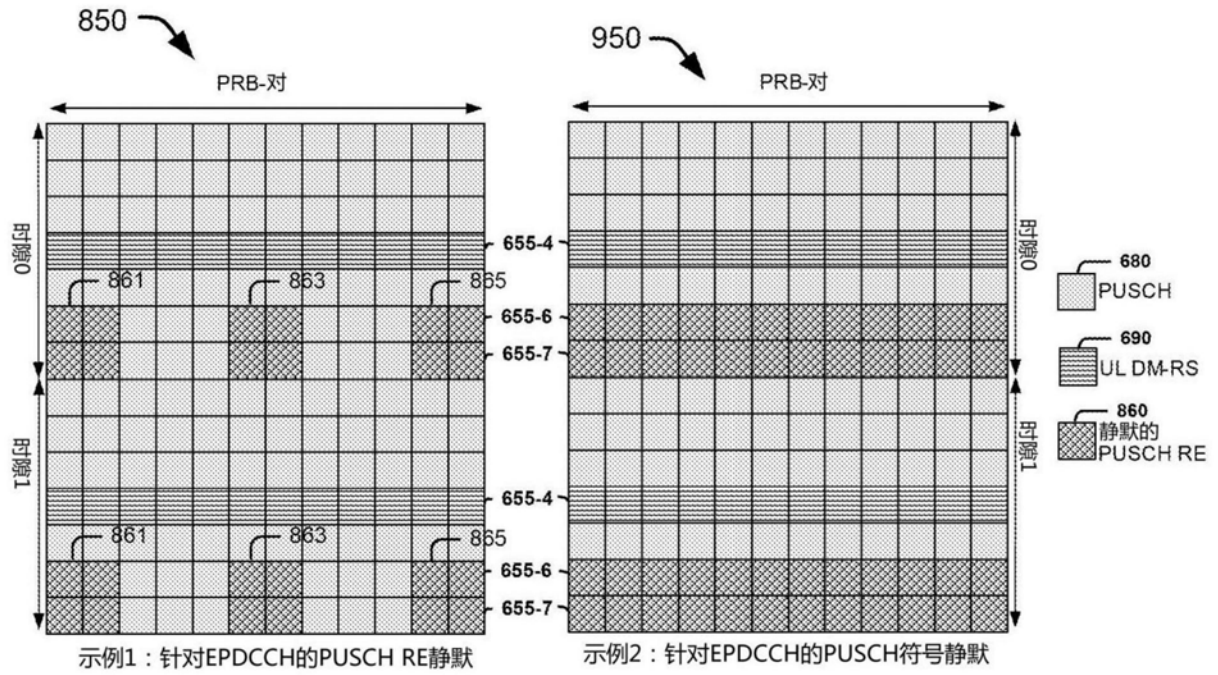 850
PRB-对
950
PRB-对
时隙0
时隙0
655-4
861
863
865
655-6
655-7
时隙1
时隙1
655-4
861
863
865
655-6
655-7
680
PUSCH
690
UL DM-RS
860
静默的
PUSCH RE
示例1：针对EPDCCH的PUSCH RE静默
示例2：针对EPDCCH的PUSCH符号静默